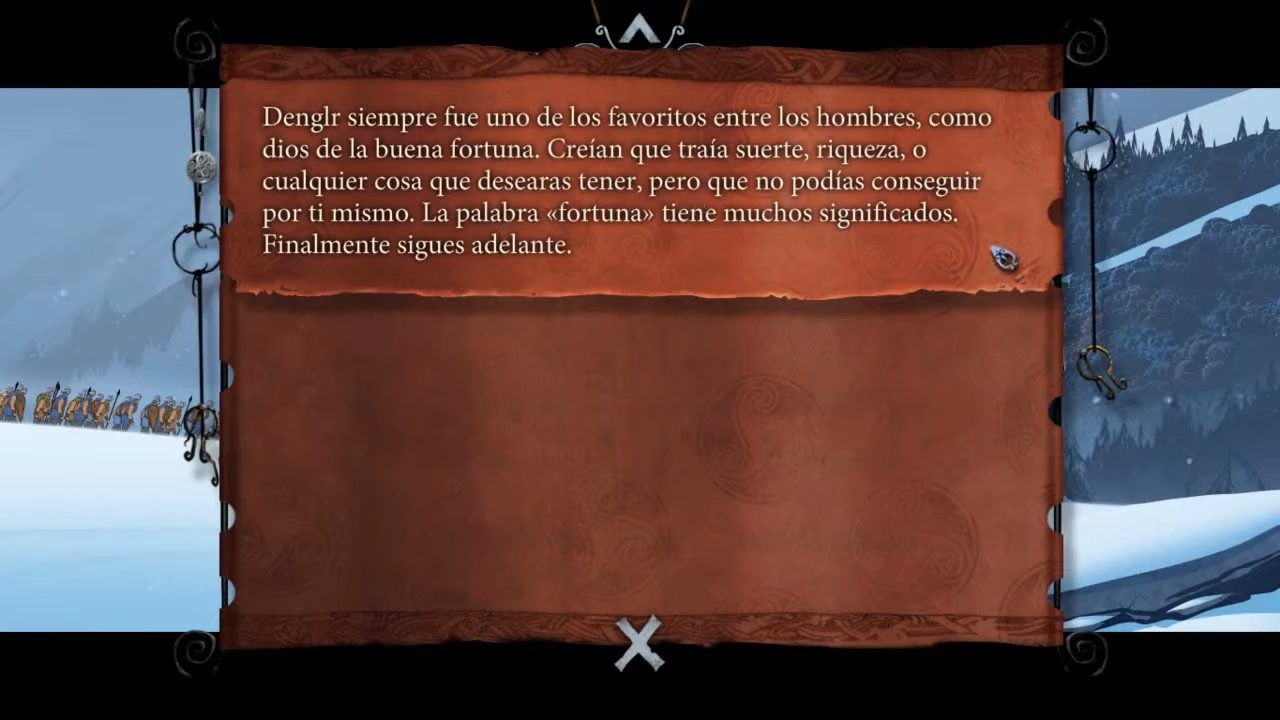 Denglr siempre fue uno de los favoritos entre los hombres, como
dios de la buena fortuna. Creían que traía suerte, riqueza, o
cualquier cosa que desearas tener, pero que no podías conseguir
por ti mismo. La palabra «fortuna» tiene muchos significados.
Finalmente sigues adelante.